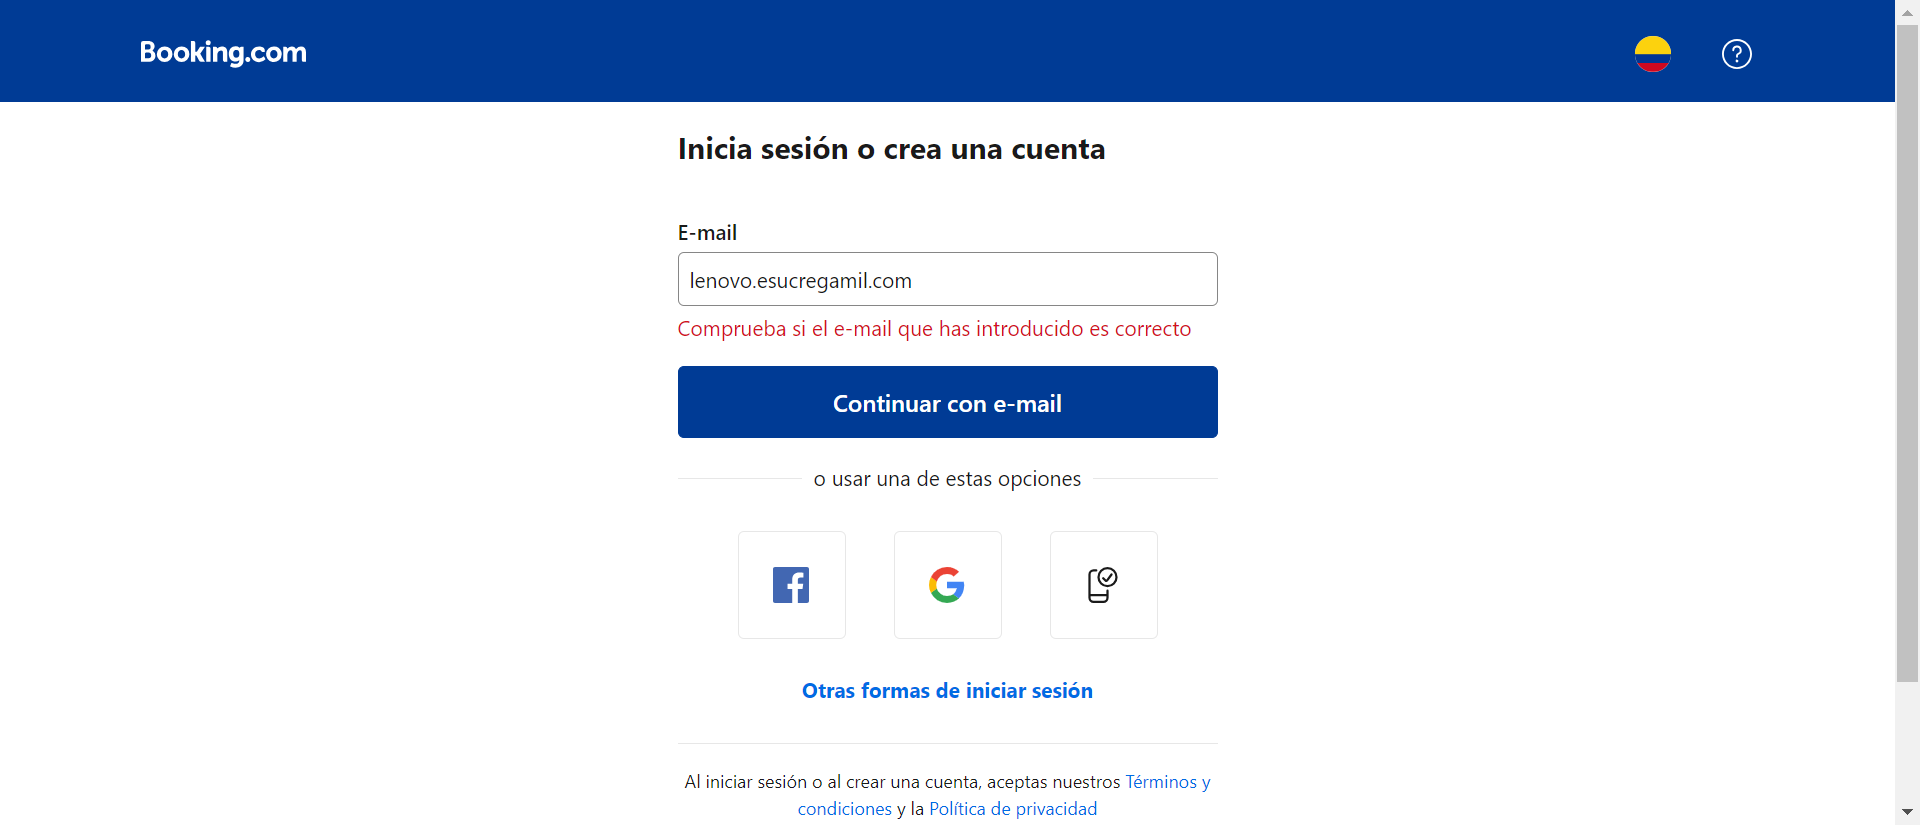 Booking.com
Inicia sesión o crea una cuenta
E-mail
lenovo.esucregamil.com
Comprueba si el e-mail que has introducido es correcto
Continuar con e-mail
o usar una de estas opciones
Otras formas de iniciar sesión
Al iniciar sesión o al crear una cuenta, aceptas nuestros Términos y
condiciones y la Política de privacidad